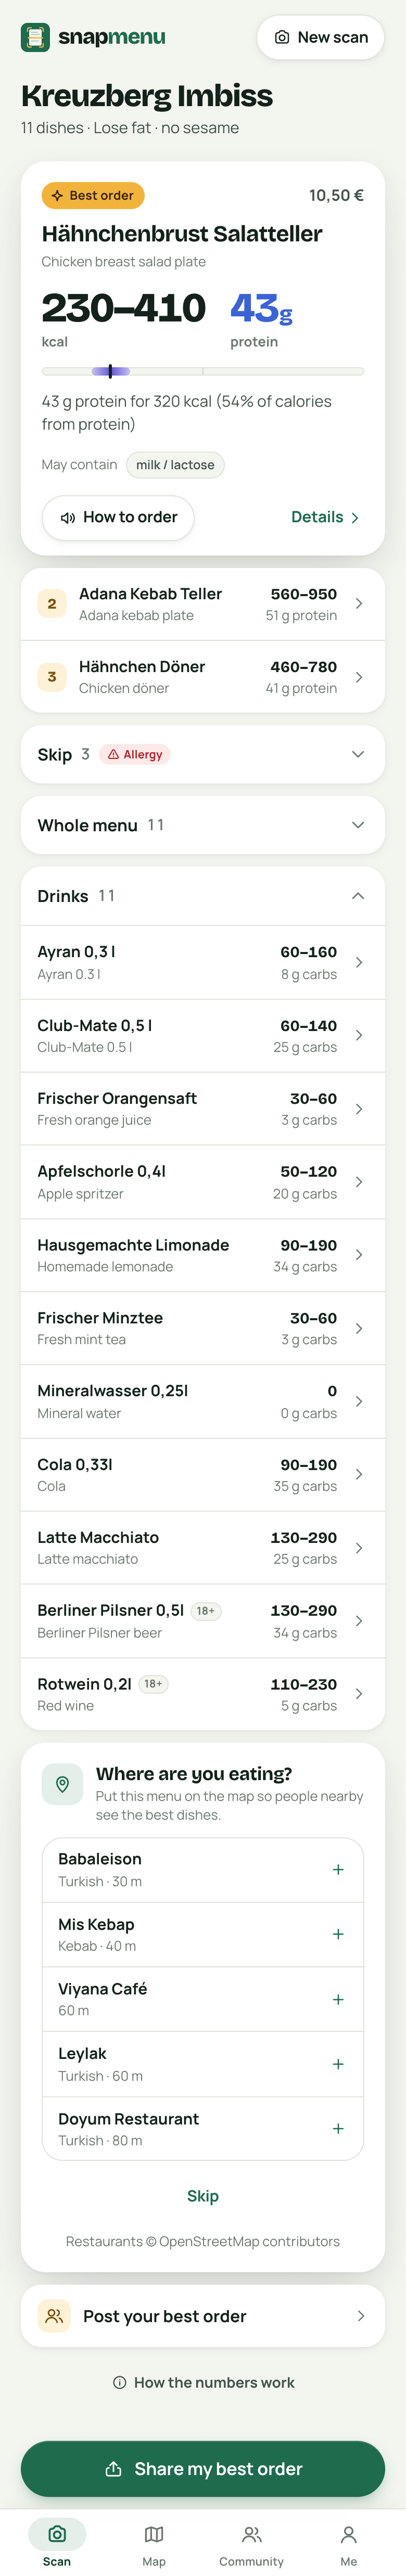 snapmenu
New scan
Kreuzberg Imbiss
11 dishes · Lose fat · no sesame
Best order
10,50 €
Hähnchenbrust Salatteller
Chicken breast salad plate
230–410 43g
kcal protein
43 g protein for 320 kcal (54% of calories
from protein)
May contain milk / lactose
How to order
Details
2
Adana Kebab Teller 560–950
Adana kebab plate 51 g protein
3
Hähnchen Döner 460–780
Chicken döner 41 g protein
Skip 3 Allergy
Whole menu 11
Drinks 11
Ayran 0,3 l 60–160
Ayran 0.3 l 8 g carbs
Club-Mate 0,5 l 60–140
Club-Mate 0.5 l 25 g carbs
Frischer Orangensaft 30–60
Fresh orange juice 3 g carbs
Apfelschorle 0,4l 50–120
Apple spritzer 20 g carbs
Hausgemachte Limonade 90–190
Homemade lemonade 34 g carbs
Frischer Minztee 30–60
Fresh mint tea 3 g carbs
Mineralwasser 0,25l 0
Mineral water 0 g carbs
Cola 0,33l 90–190
Cola 35 g carbs
Latte Macchiato 130–290
Latte macchiato 25 g carbs
Berliner Pilsner 0,5l 18+ 130–290
Berliner Pilsner beer 34 g carbs
Rotwein 0,2l 18+ 110–230
Red wine 5 g carbs
Where are you eating?
Put this menu on the map so people nearby
see the best dishes.
Babaleison
Turkish · 30 m
Mis Kebap
Kebab · 40 m
Viyana Café
60 m
Leylak
Turkish · 60 m
Doyum Restaurant
Turkish · 80 m
Skip
Restaurants © OpenStreetMap contributors
Post your best order
How the numbers work
Share my best order
Scan Map Community Me